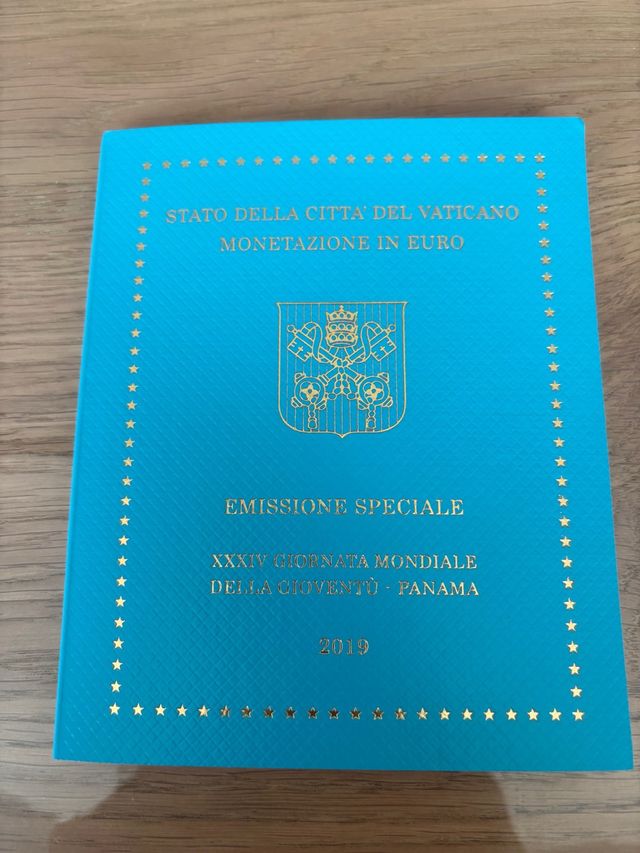 STATO DELLA CITTA' DEL VATICANO
MONETAZIONE IN EURO
EMISSIONE SPECIALE
XXXIV GIORNATA MONDIALE
DELLA GIOVENTÙ - PANAMA
2019